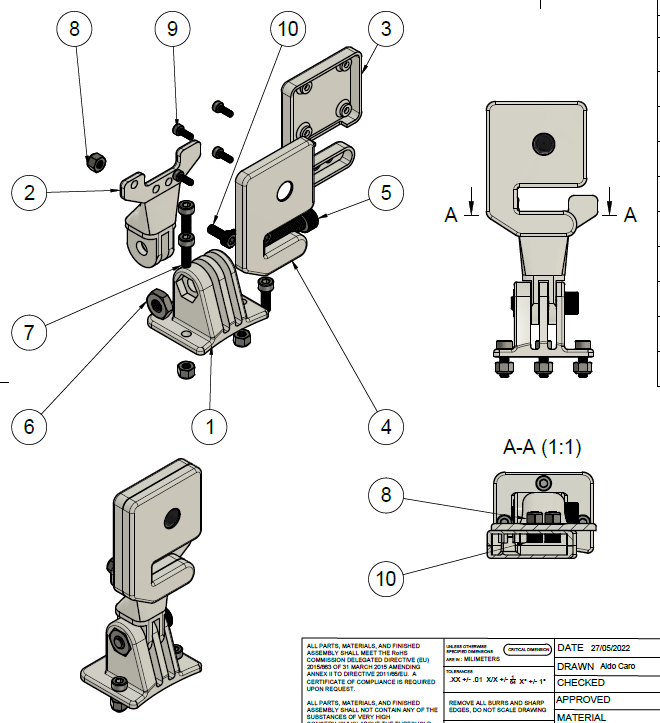 8
9
10
3
2
5
10
A
A
7
6
1
4
A-A (1:1)
8
10
ALL PARTS, MATERIALS, AND FINISHED
ASSEMBLY SHALL MEET THE RoHS
COMMISSION DELEGATED DIRECTIVE (EU)
2015/863 OF 31 MARCH 2015 AMENDING
ANNEX II TO DIRECTIVE 2011/65/EU. A
CERTIFICATE OF COMPLIANCE IS REQUIRED
UPON REQUEST.
ALL PARTS, MATERIALS, AND FINISHED
ASSEMBLY SHALL NOT CONTAIN ANY OF THE
SUBSTANCES OF VERY HIGH
UNLESS OTHERWISE
SPECIFIED DIMENSIONS
ARE IN : MILIMETERS
CRITICAL DIMENSION
TOLERANCES
.XX +/- .01 X/X +/- X° +/- 1°
REMOVE ALL BURRS AND SHARP
EDGES, DO NOT SCALE DRAWING
DATE 27/05/2022
DRAWN Aldo Caro
CHECKED
APPROVED
MATERIAL